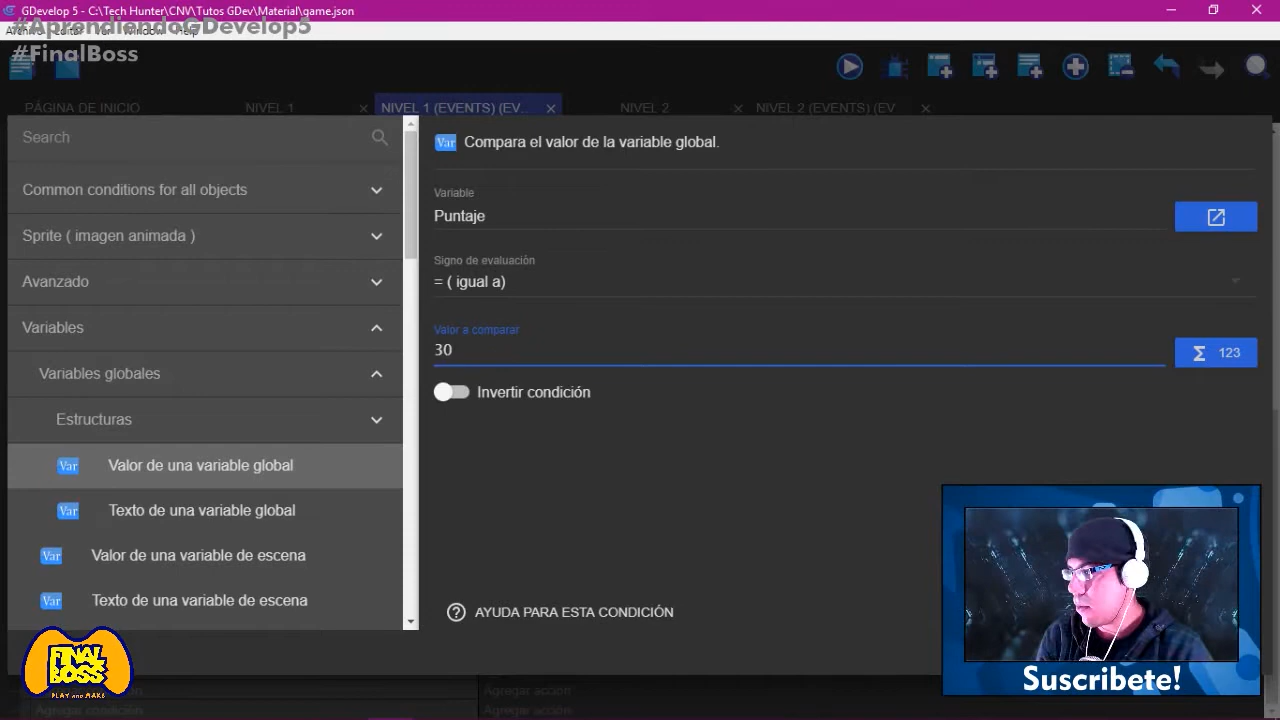 GDevelop 5 - C:\Tech Hunter\CNV\Tutos GDev\Material\game.json
#AprendiendoGDevelop5
#FinalBoss
PÁGINA DE INICIO
NIVEL 1
NIVEL 1 (EVENTS) (EV...
NIVEL 2
NIVEL 2 (EVENTS) (EV
Search
Common conditions for all objects
Sprite ( imagen animada )
Avanzado
Variables
Variables globales
Estructuras
Var Valor de una variable global
Var Texto de una variable global
Var Valor de una variable de escena
Var Texto de una variable de escena
Var Compara el valor de la variable global.
Variable
Puntaje
Signo de evaluación
= ( igual a)
Valor a comparar
30
Σ 123
Invertir condición
AYUDA PARA ESTA CONDICIÓN
Agregar condición
Agregar acción
Agregar acción
FINAL
BOSS
PLAY AND MAKE
Suscribete!